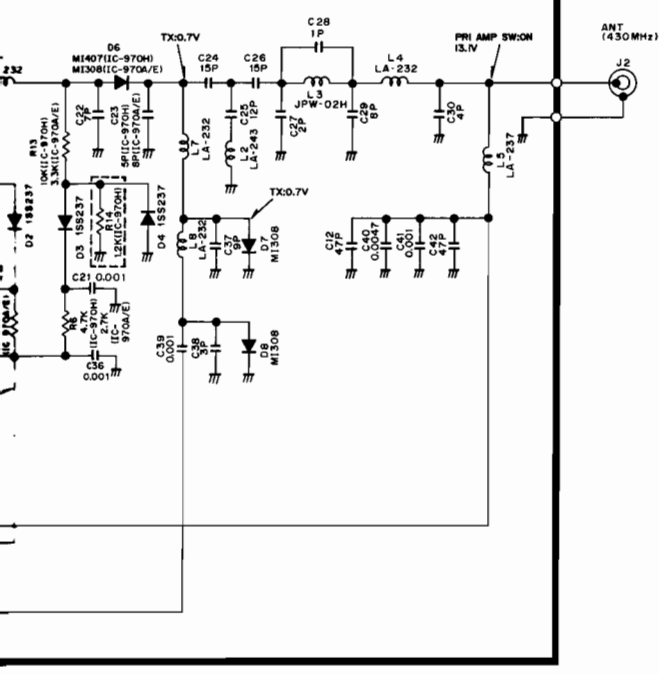 C28
1P
ANT
(430MHz)
D6
MI407(IC-970H)
MI308(IC-970A/E)
TX:0.7V
C24
15P
C26
15P
PRI AMP SW:ON
13.1V
L4
LA-232
J2
232
L3
JPW-02H
R13
10K(IC-970H)
3.3K(IC-970A/E)
C22
7P
C23
5P(IC-970H)
8P(IC-970A/E)
L7
LA-232
C25
12P
L2
LA-243
C27
2P
C29
8P
C30
4P
L5
LA-237
TX:0.7V
D2
1SS237
D3
1SS237
R14
1.2K(IC-970H)
D4
1SS237
L8
LA-232
C37
9P
D7
MI308
C12
47P
C40
0.0047
C41
0.001
C42
47P
C21 0.001
R6
4.7K
(IC-970H)
2.7K
(IC-
970A/E)
C36
0.001
C39
0.001
C38
3P
D8
MI308